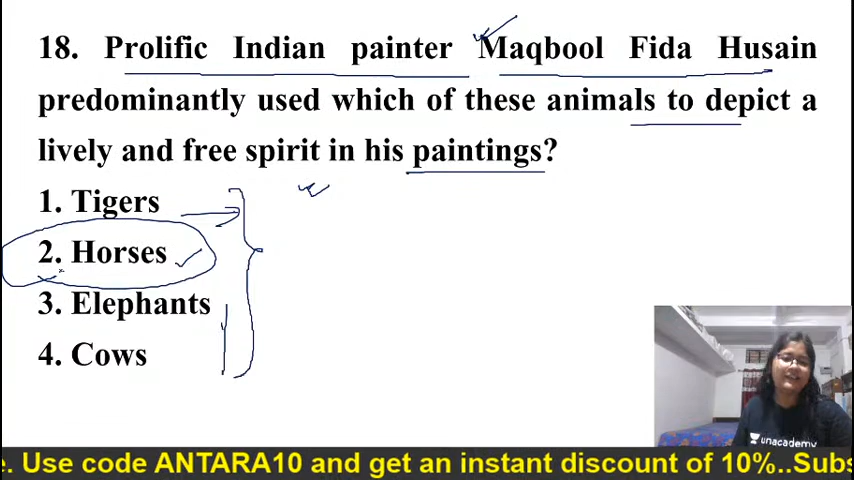 18. Prolific Indian painter Maqbool Fida Husain
predominantly used which of these animals to depict a
lively and free spirit in his paintings?
1. Tigers
2. Horses
3. Elephants
4. Cows
unacademy
e. Use code ANTARA10 and get an instant discount of 10%..Subs